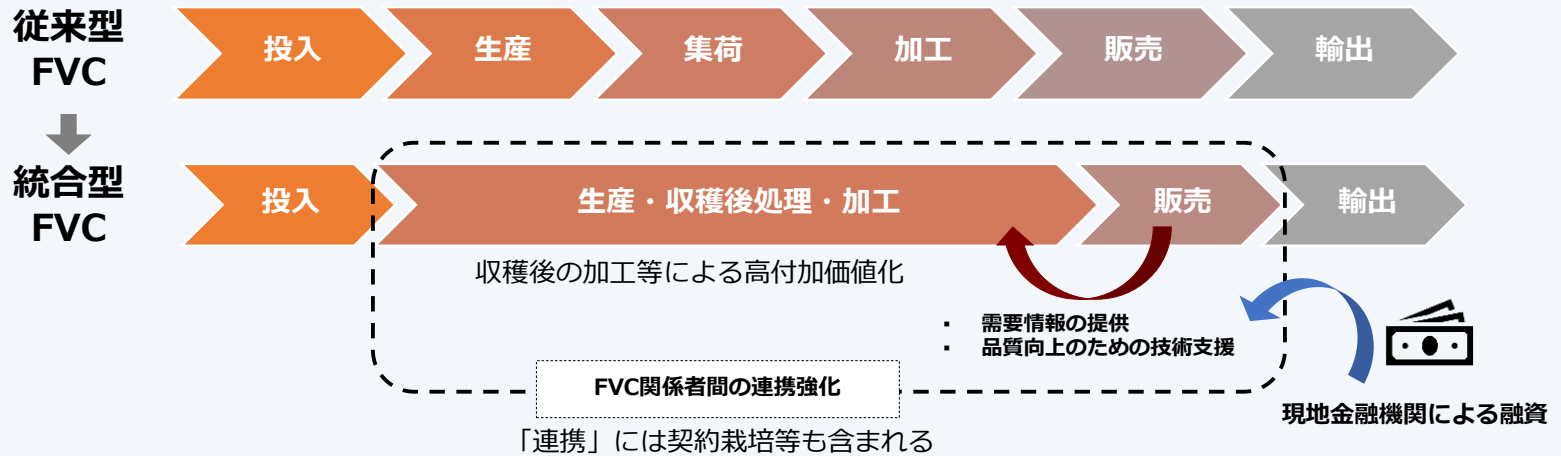 従来型
FVC
投入
生産
集荷
加工
販売
輸出
統合型
FVC
投入
生産・収穫後処理・加工
販売
輸出
収穫後の加工等による高付加価値化
▪ 需要情報の提供
▪ 品質向上のための技術支援
FVC関係者間の連携強化
現地金融機関による融資
「連携」には契約栽培等も含まれる